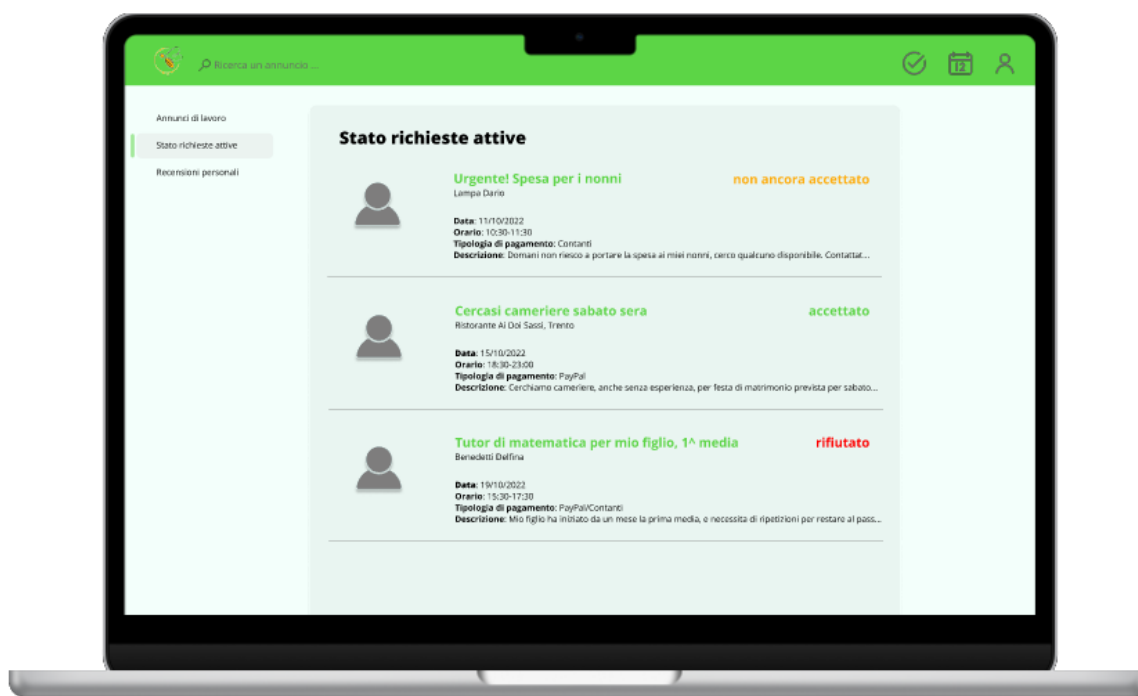 Ricerca un annuncio ...
12
Annunci di lavoro
Stato richieste attive
Recensioni personali
Stato richieste attive
Urgente! Spesa per i nonni
non ancora accettato
Lampa Dario
Data: 11/10/2022
Orario: 10:30-11:30
Tipologia di pagamento: Contanti
Descrizione: Domani non riesco a portare la spesa ai miei nonni, cerco qualcuno disponibile. Contattat...
Cercasi cameriere sabato sera
accettato
Ristorante Ai Doi Sassi, Trento
Data: 15/10/2022
Orario: 18:30-23:00
Tipologia di pagamento: PayPal
Descrizione: Cerchiamo cameriere, anche senza esperienza, per festa di matrimonio prevista per sabato...
Tutor di matematica per mio figlio, 1^ media
rifiutato
Benedetti Delfina
Data: 19/10/2022
Orario: 15:30-17:30
Tipologia di pagamento: PayPal/Contanti
Descrizione: Mio figlio ha iniziato da un mese la prima media, e necessita di ripetizioni per restare al pass...